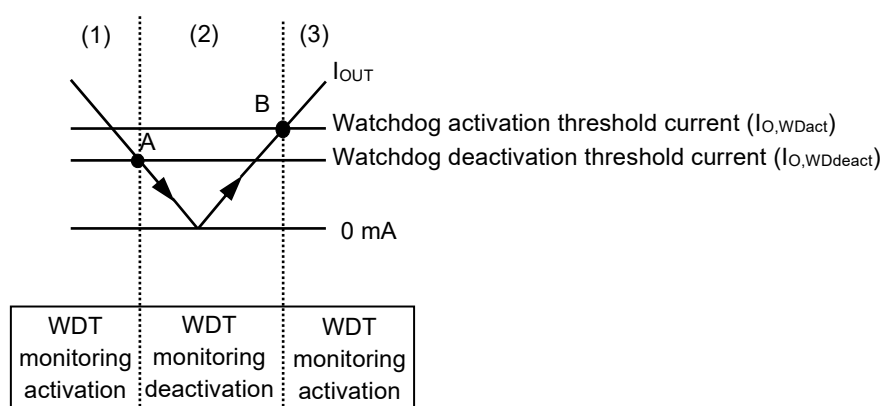 (1) (2) (3)
IOUT
B
Watchdog activation threshold current (IO,WDact)
A
Watchdog deactivation threshold current (IO,WDdeact)
0 mA
WDT
monitoring
activation
WDT
monitoring
deactivation
WDT
monitoring
activation